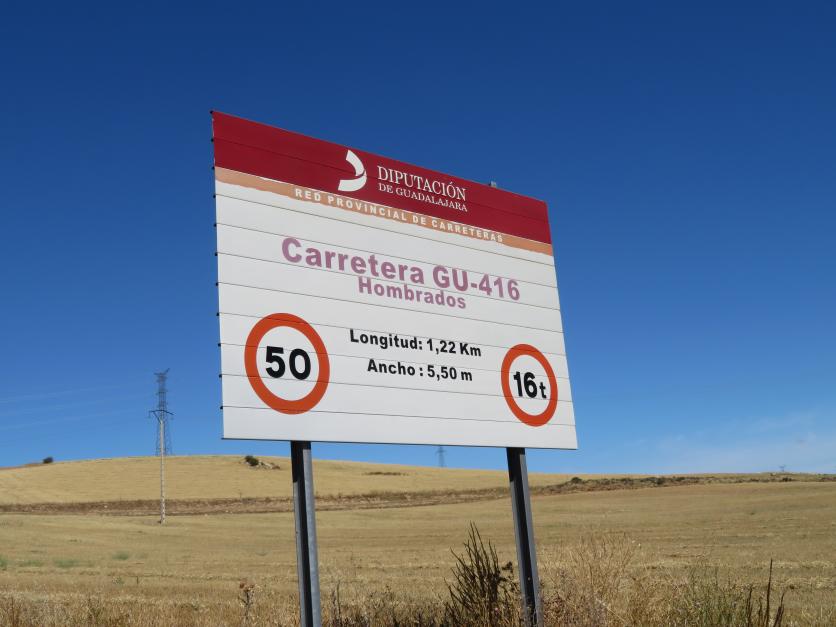 DIPUTACIÓN
DE GUADALAJARA
RED PROVINCIAL DE CARRETERAS
Carretera GU-416
Hombrados
Longitud: 1,22 Km
Ancho : 5,50 m
50
16t